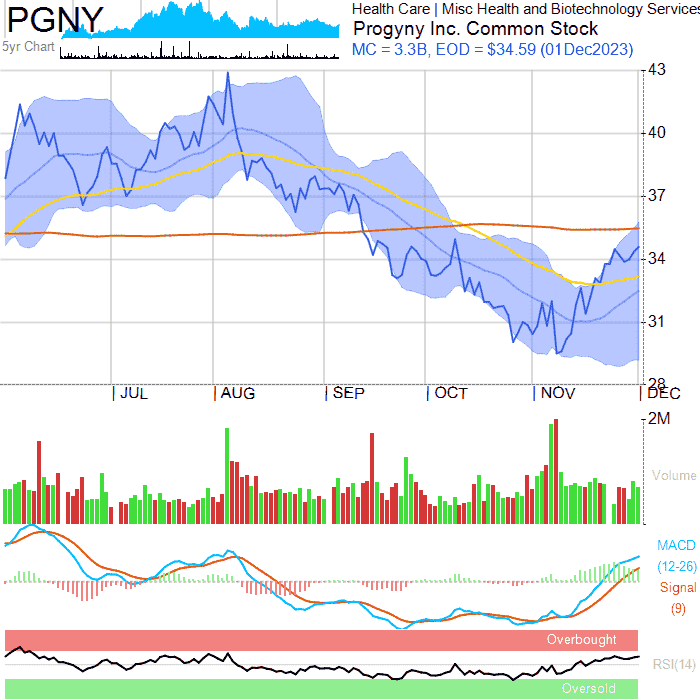 PGNY
Health Care | Misc Health and Biotechnology Services
Progyny Inc. Common Stock
5yr Chart
MC = 3.3B, EOD = $34.59 (01Dec2023)
43
40
37
34
31
28
JUL
AUG
SEP
OCT
NOV
DEC
2M
Volume
MACD
(12-26)
Signal
(9)
Overbought
RSI(14)
Oversold